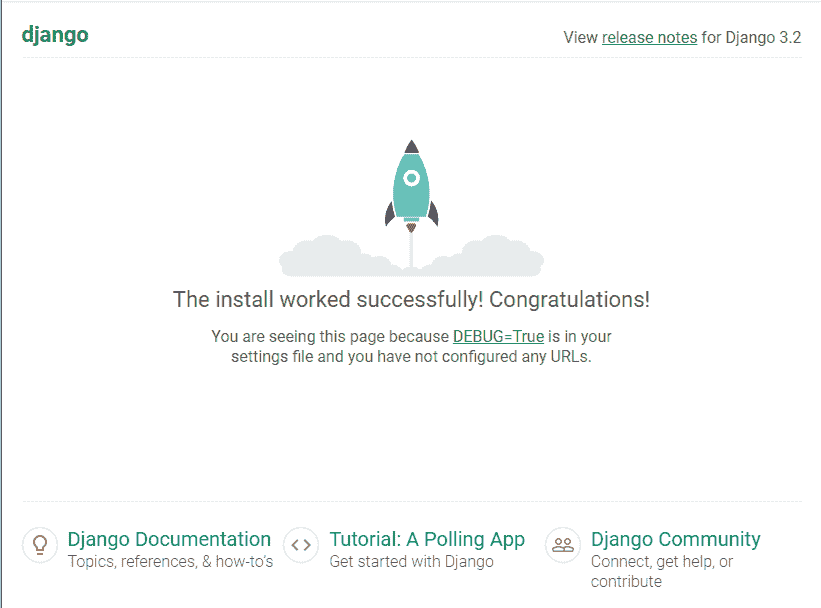 django
View release notes for Django 3.2
The install worked successfully! Congratulations!
You are seeing this page because DEBUG=True is in your
settings file and you have not configured any URLs.
Django Documentation
Topics, references, & how-to's
Tutorial: A Polling App
Get started with Django
Django Community
Connect, get help, or
contribute